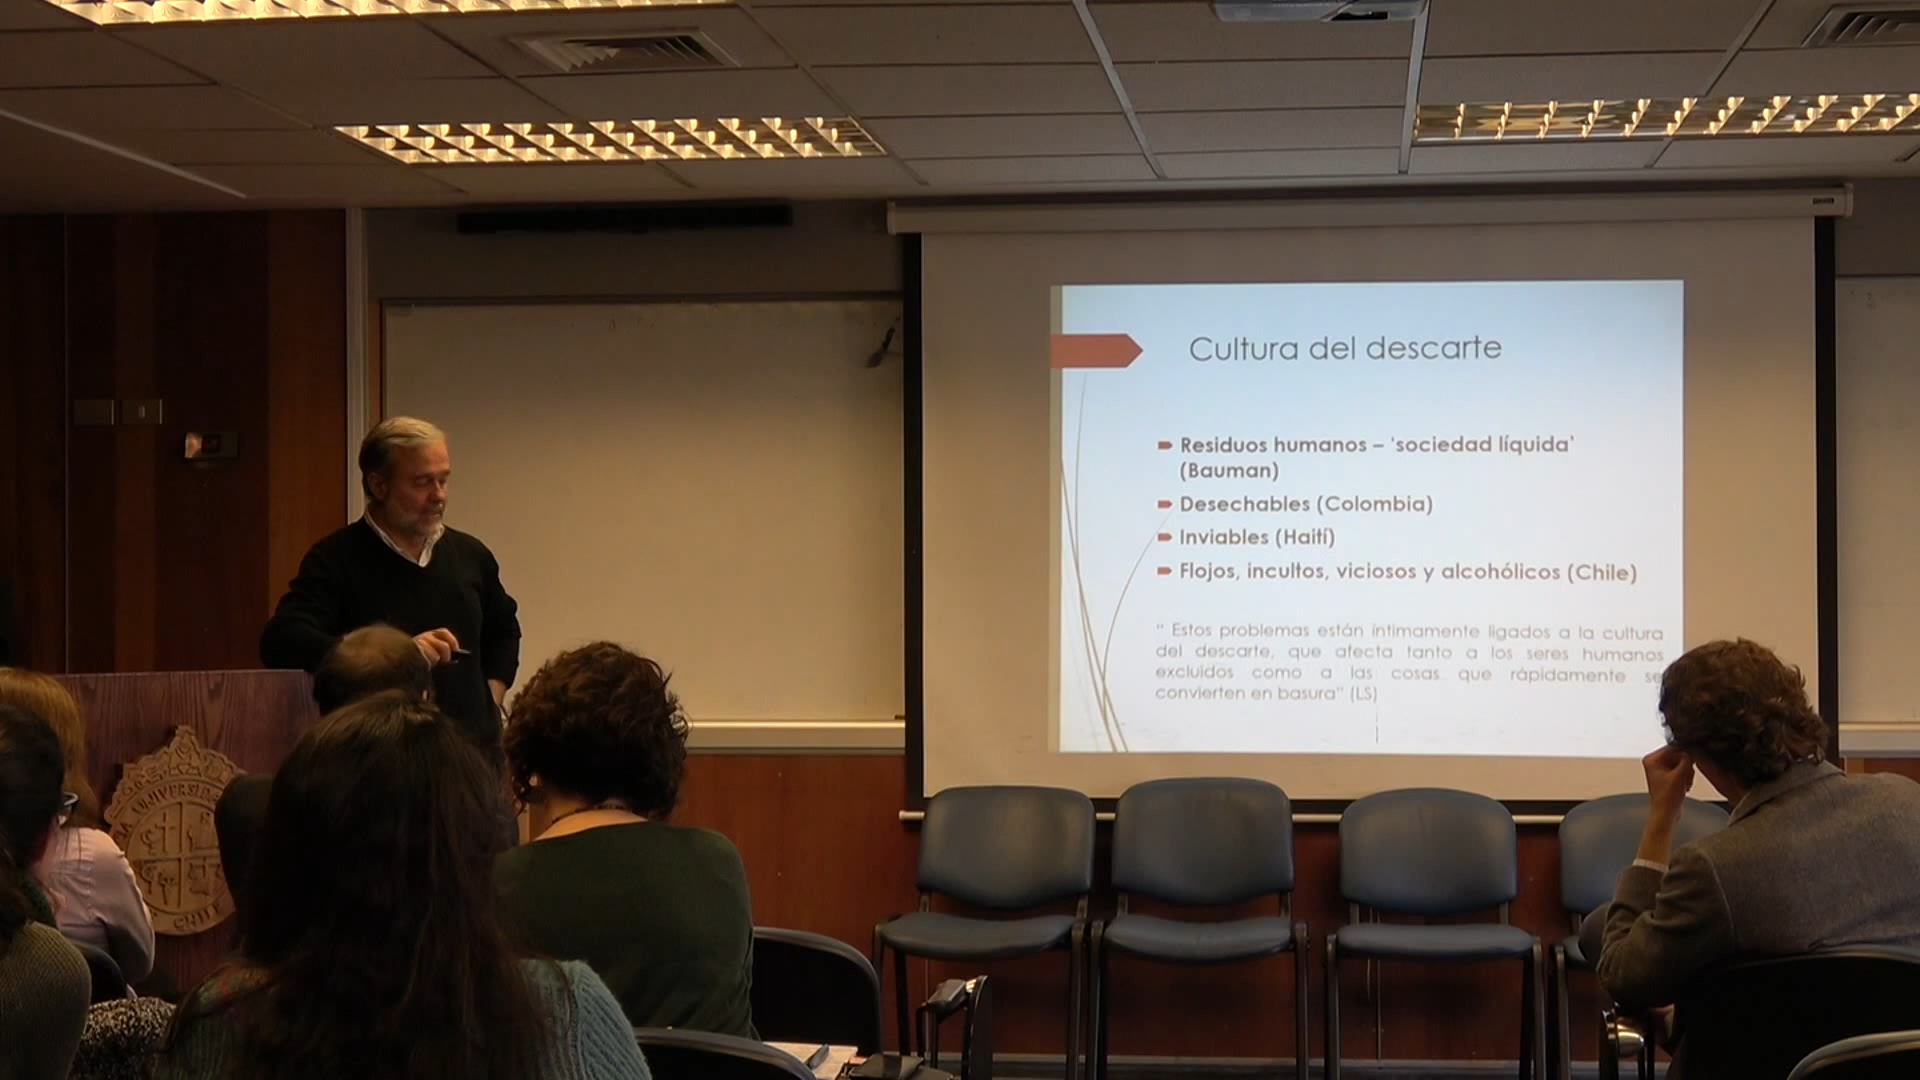 Cultura del descarte
Residuos humanos – 'sociedad líquida'
(Bauman)
Desechables (Colombia)
Inviables (Haití)
Flojos, incultos, viciosos y alcohólicos (Chile)
" Estos problemas están íntimamente ligados a la cultura
del descarte, que afecta tanto a los seres humanos
excluidos como a las cosas que rápidamente se
convierten en basura" (LS)
CHILE